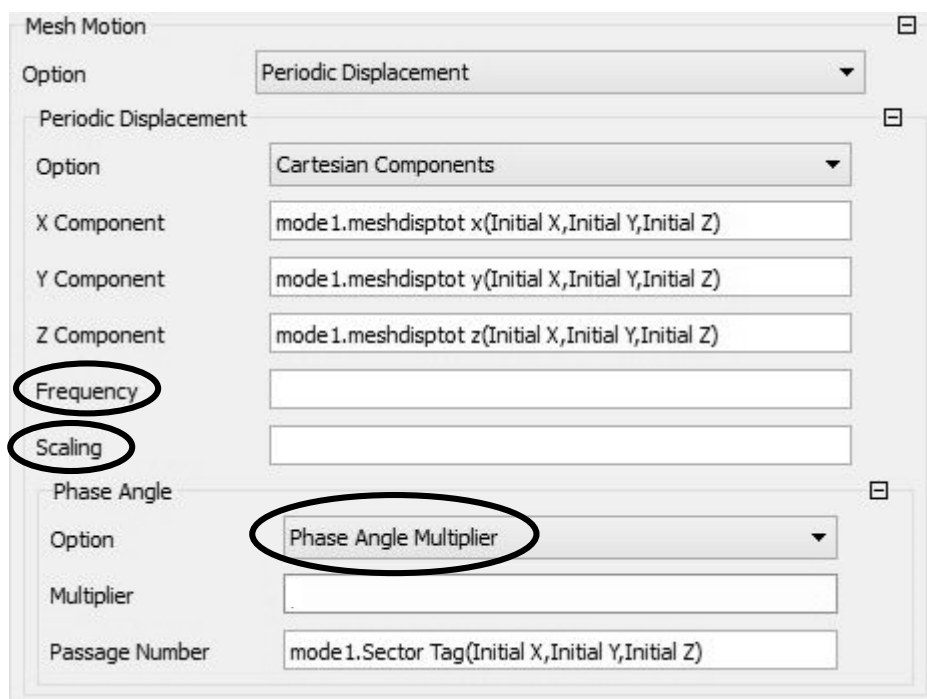 Mesh Motion
Option Periodic Displacement
Periodic Displacement
Option Cartesian Components
X Component mode1.meshdisptot x(Initial X,Initial Y,Initial Z)
Y Component mode1.meshdisptot y(Initial X,Initial Y,Initial Z)
Z Component mode1.meshdisptot z(Initial X,Initial Y,Initial Z)
Frequency
Scaling
Phase Angle
Option Phase Angle Multiplier
Multiplier
Passage Number mode1.Sector Tag(Initial X,Initial Y,Initial Z)